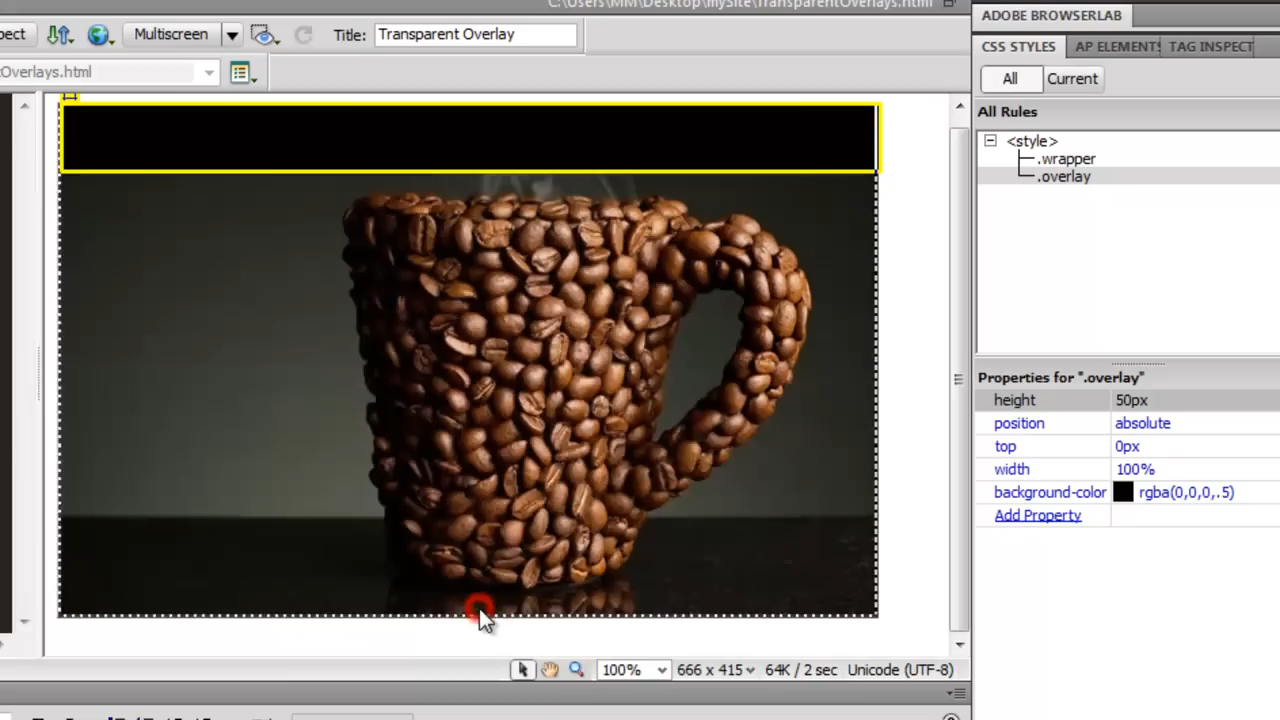 C:\Users\MM\Desktop\mySite\TransparentOverlays.html
pect
Multiscreen
Title:
Transparent Overlay
Overlays.html
ADOBE BROWSERLAB
CSS STYLES
AP ELEMENTS
TAG INSPECT
All
Current
All Rules
<style>
.wrapper
.overlay
Properties for ".overlay"
height 50px
position absolute
top 0px
width 100%
background-color rgba(0,0,0,.5)
Add Property
100%
666 x 415
64K / 2 sec
Unicode (UTF-8)